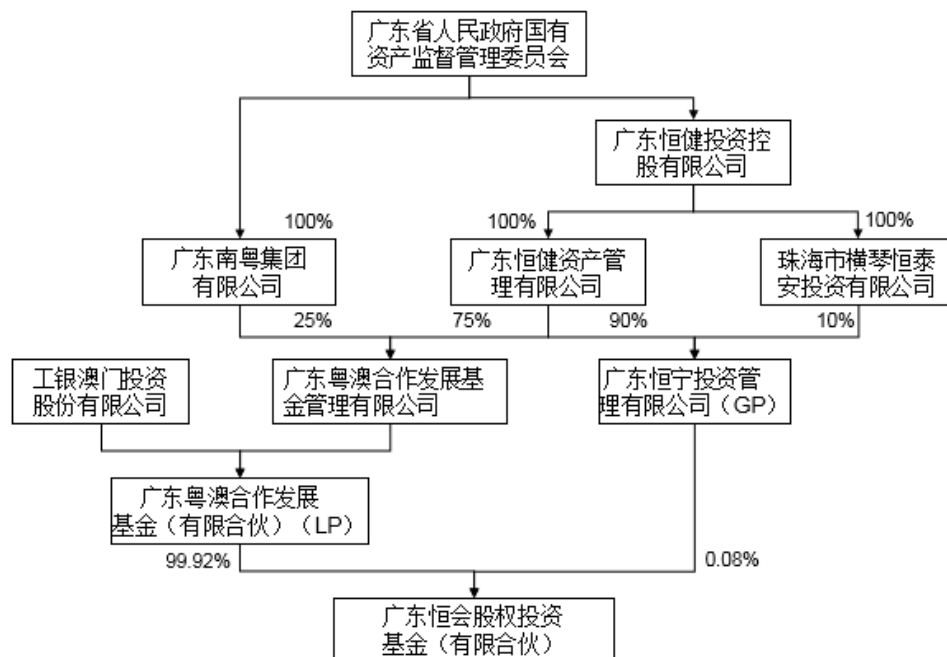 广东省人民政府国有
资产监督管理委员会
广东恒健投资控
股有限公司
100%
100%
100%
广东南粤集团
有限公司
广东恒健资产管
理有限公司
珠海市横琴恒泰
安投资有限公司
25%
75%
90%
10%
工银澳门投资
股份有限公司
广东粤澳合作发展基
金管理有限公司
广东恒宁投资管
理有限公司（GP）
广东粤澳合作发展
基金（有限合伙）（LP）
99.92%
0.08%
广东恒会股权投资
基金（有限合伙）